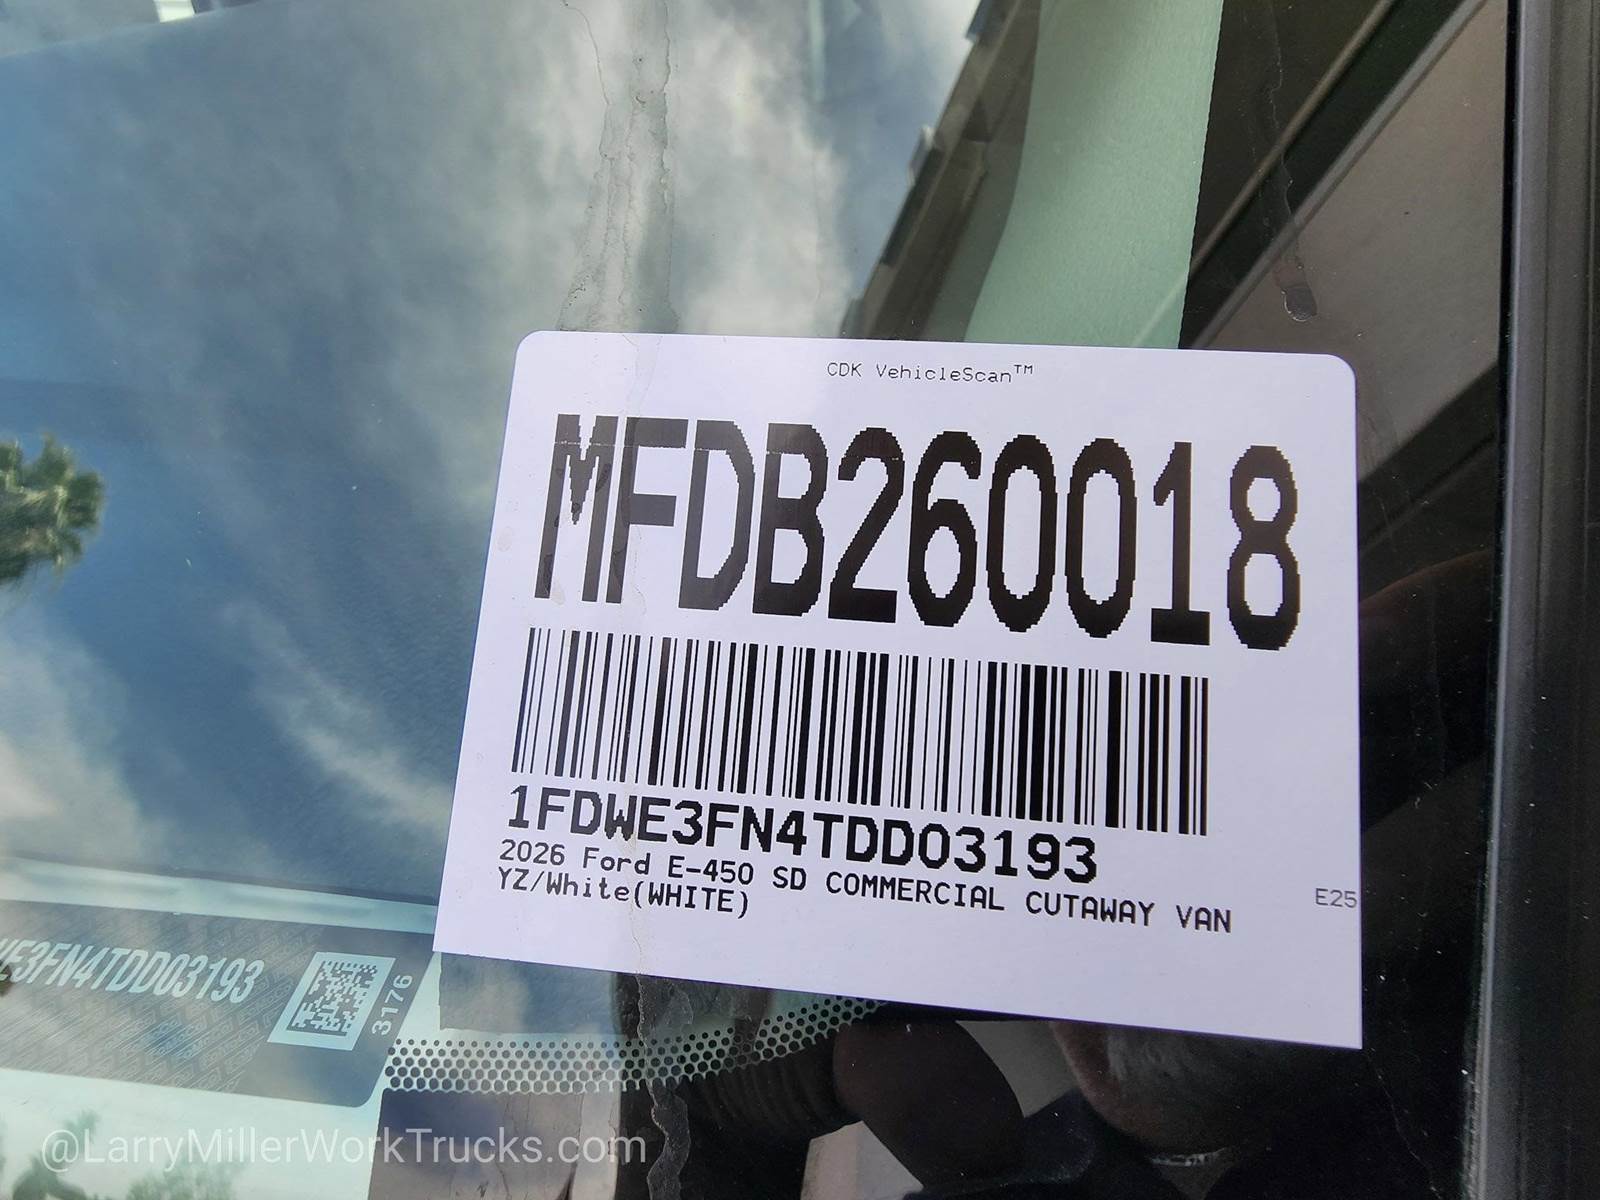 CDK VehicleScan™
MFDB260018
1FDWE3FN4TDD03193
2026 Ford E-450 SD COMMERCIAL CUTAWAY VAN
YZ/White(WHITE)
E25
E3FN4TDD03193
3176
@LarryMillerWorkTrucks.com